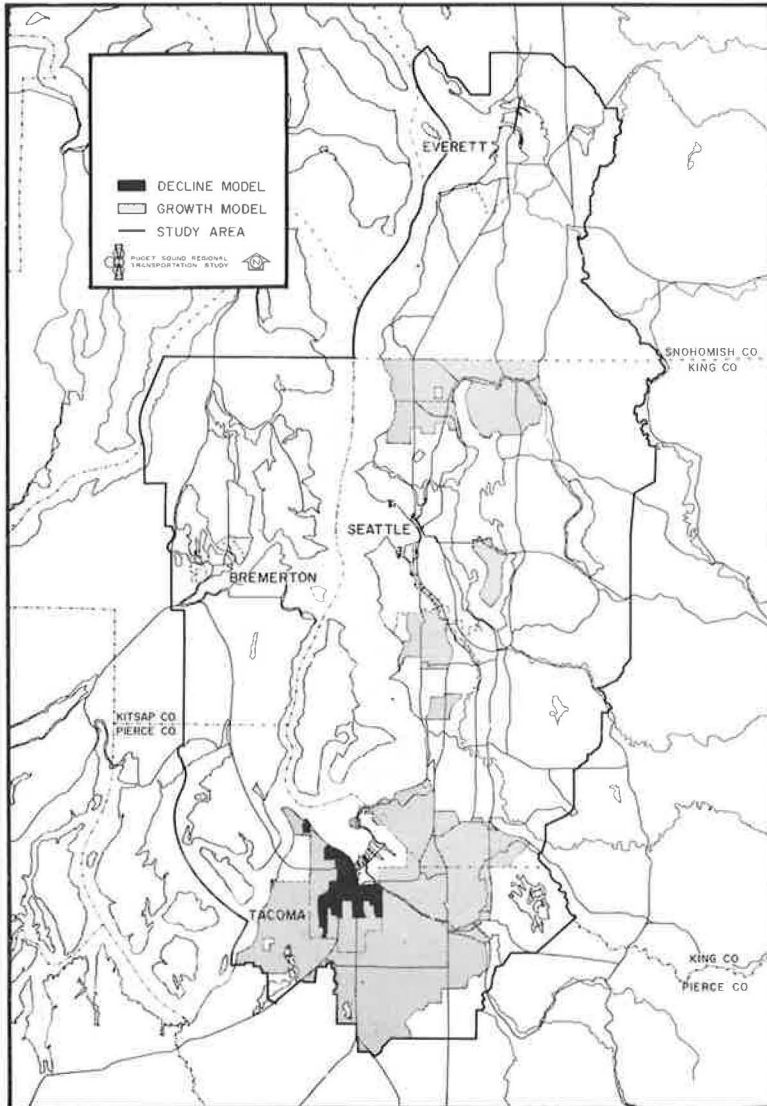 DECLINE MODEL
GROWTH MODEL
STUDY AREA
PUGET SOUND REGIONAL
TRANSPORTATION STUDY
N
EVERETT
SNOHOMISH CO
KING CO
SEATTLE
BREMERTON
KITSAP CO.
PIERCE CO.
TACOMA
KING CO
PIERCE CO